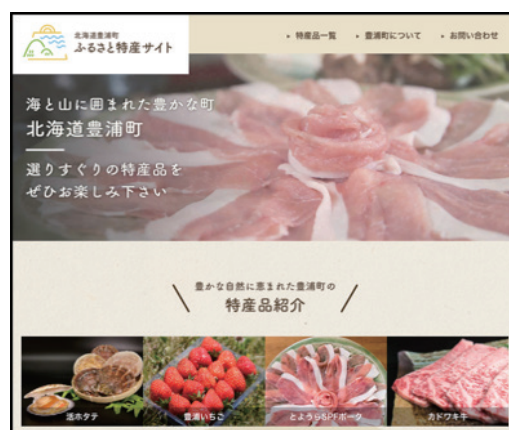 北海道豊浦町
ふるさと特産サイト
特産品一覧
豊浦町について
お問い合わせ
海と山に囲まれた豊かな町
北海道豊浦町
選りすぐりの特産品を
ぜひお楽しみ下さい
豊かな自然に恵まれた豊浦町の
特産品紹介
活ホタテ
豊浦いちご
とようらSPFポーク
カドワキ牛